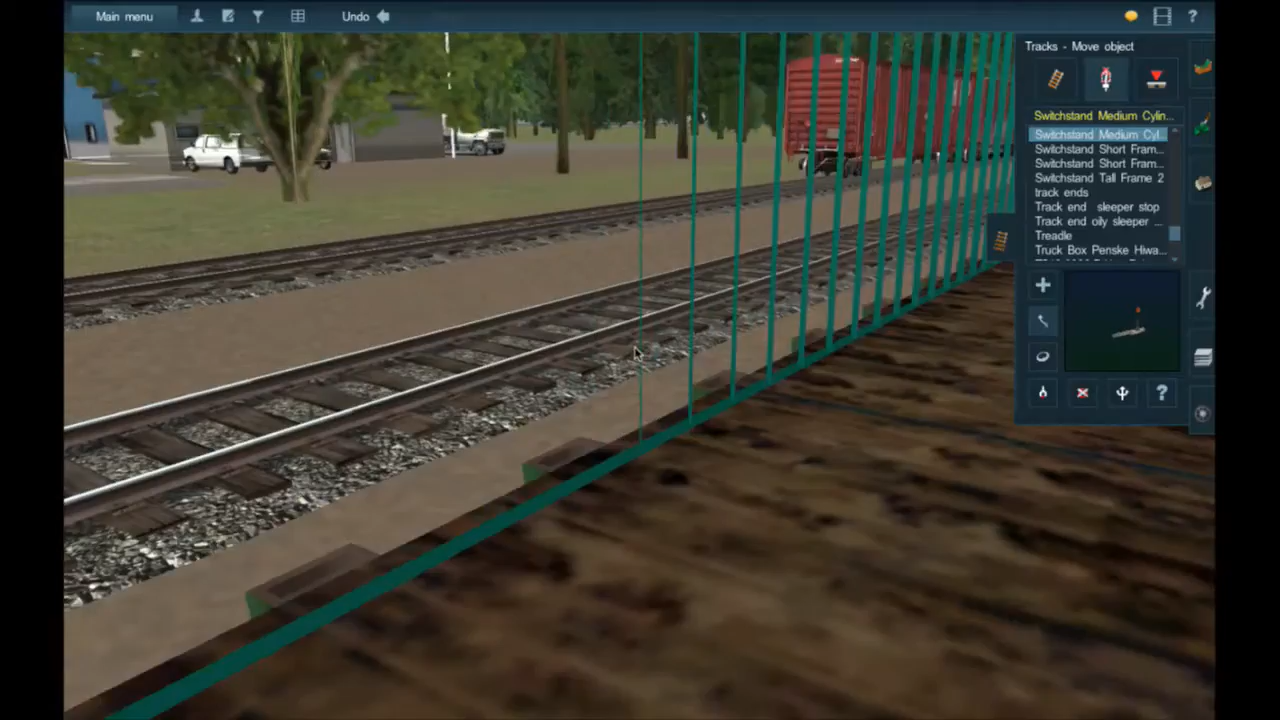 Main menu
Undo
?
Tracks - Move object
Switchstand Medium Cylin...
Switchstand Medium Cyl...
Switchstand Short Fram...
Switchstand Short Fram...
Switchstand Tall Frame 2
track ends
Track end sleeper stop
Track end oily sleeper ...
Treadle
Truck Box Penske Hiwa...
?